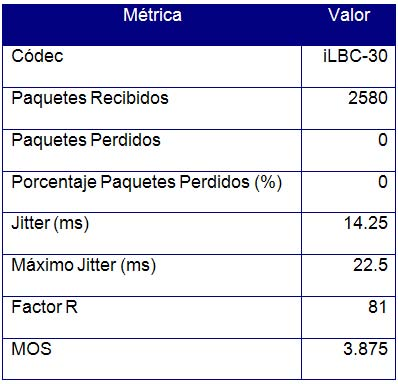 Métrica Valor
Códec iLBC-30
Paquetes Recibidos 2580
Paquetes Perdidos 0
Porcentaje Paquetes Perdidos (%) 0
Jitter (ms) 14.25
Máximo Jitter (ms) 22.5
Factor R 81
MOS 3.875